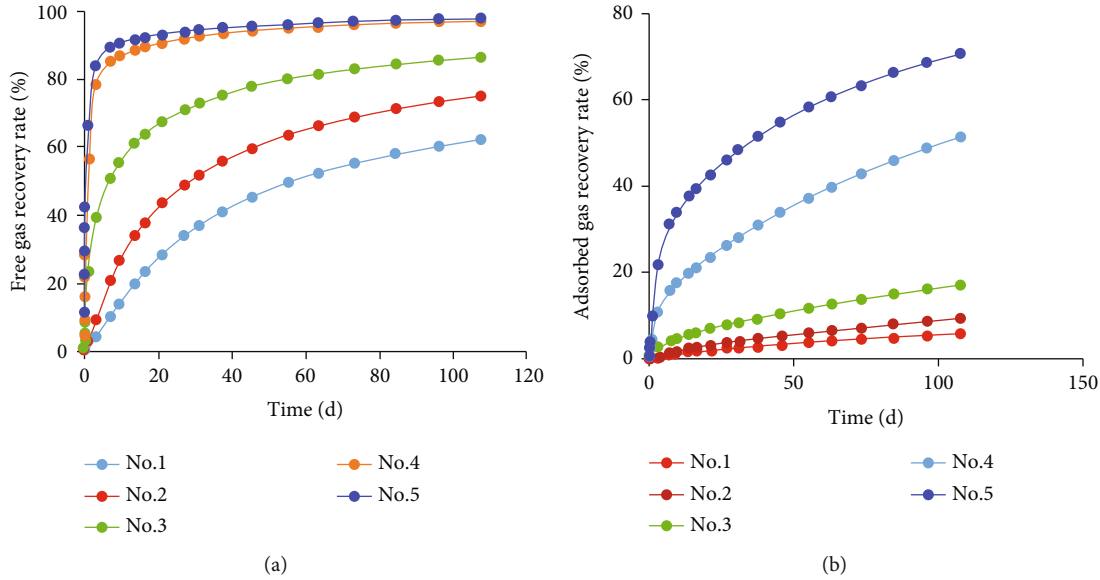 100
80
60
40
20
0
Free gas recovery rate (%)
0 20 40 60 80 100 120
Time (d)
No.1
No.2
No.3
No.4
No.5
(a)
80
60
40
20
0
Adsorbed gas recovery rate (%)
0 50 100 150
Time (d)
No.1
No.2
No.3
No.4
No.5
(b)